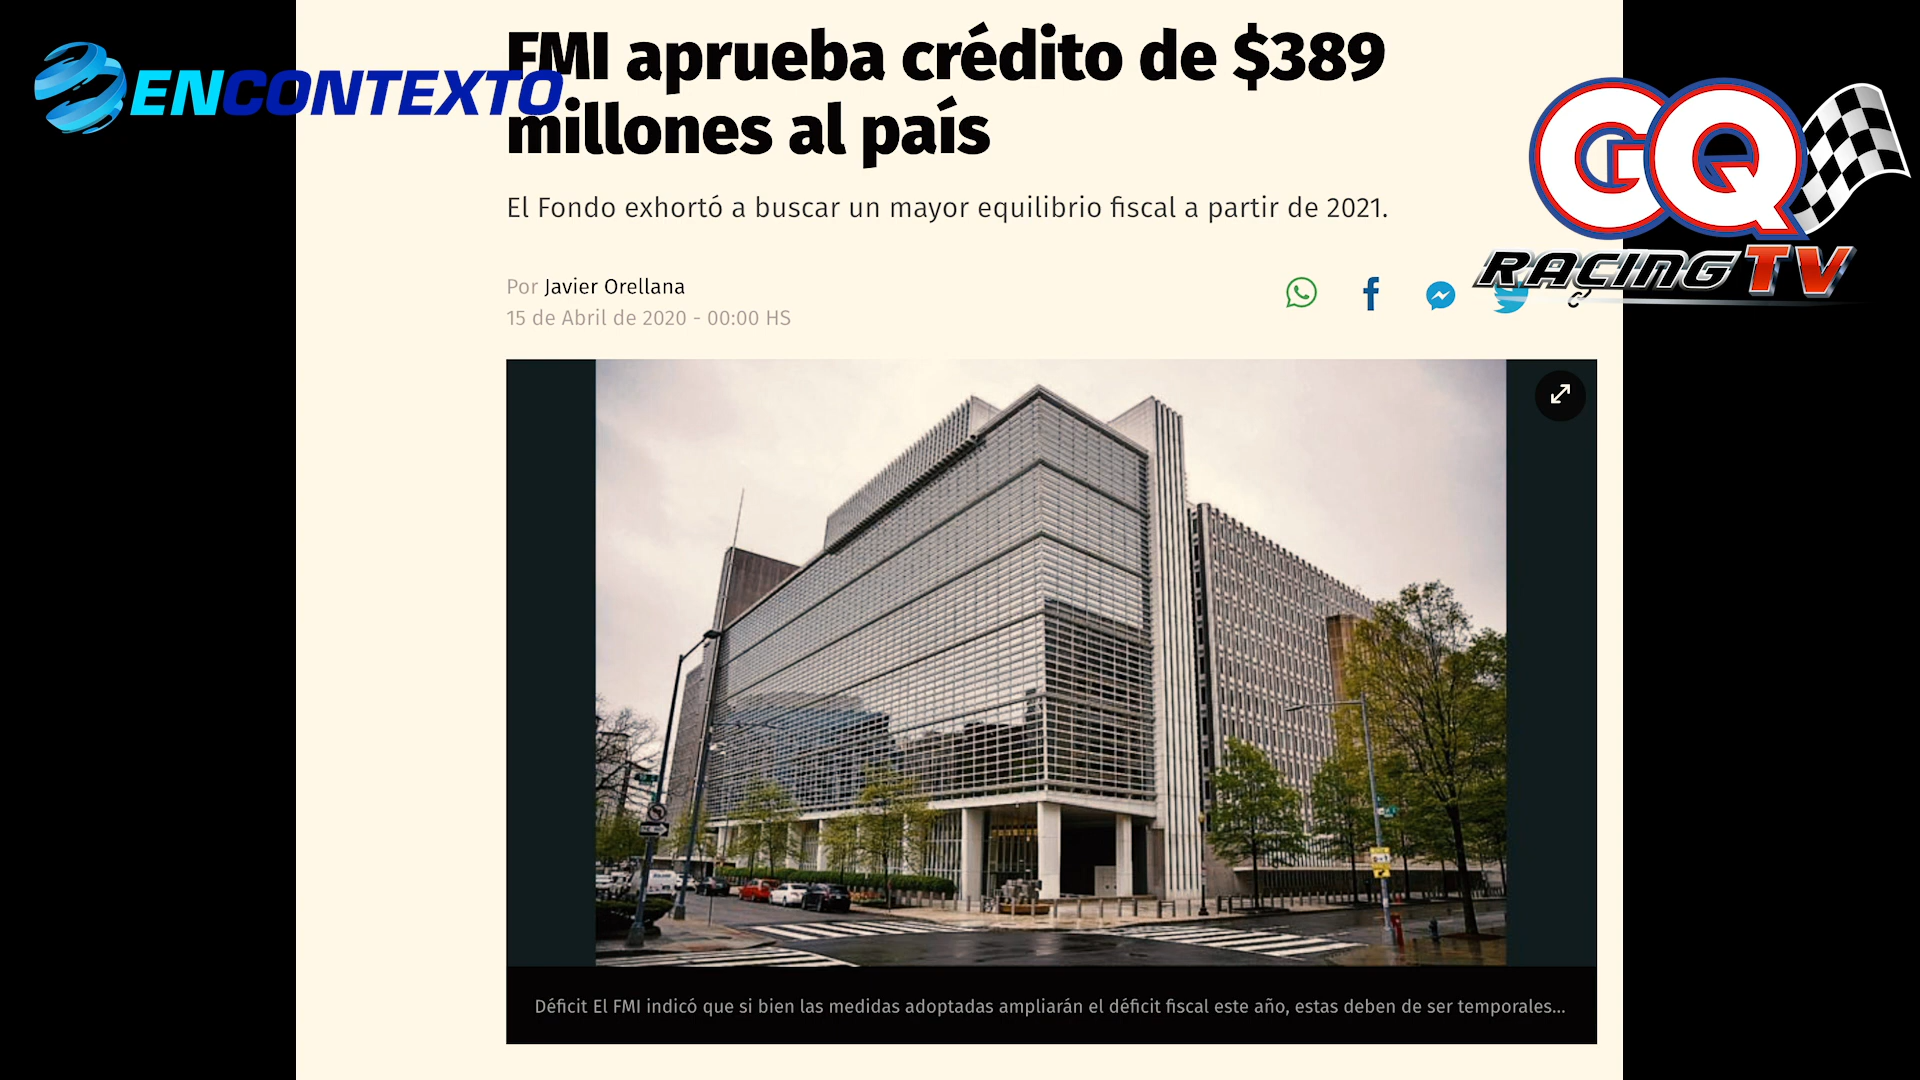 FMI aprueba crédito de $389
millones al país
ENCONTEXTO
GQ
RACING TV
El Fondo exhortó a buscar un mayor equilibrio fiscal a partir de 2021.
Por Javier Orellana
15 de Abril de 2020 - 00:00 HS
Déficit El FMI indicó que si bien las medidas adoptadas ampliarán el déficit fiscal este año, estas deben de ser temporales...